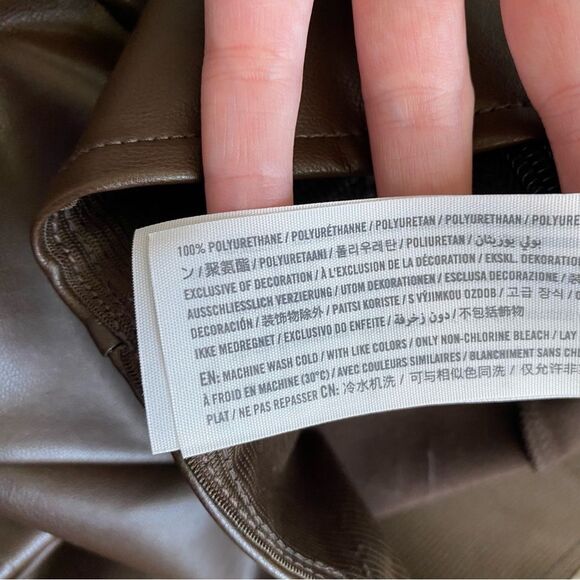 100% POLYURETHANE / POLYURÉTHANNE / POLYURETAN / POLYURETHAAN / POLYURE
ン / 聚氨酯 / POLYURETAANI / 폴리우레탄 / POLIURETAN / بولي يوريثان
EXCLUSIVE OF DECORATION / À L'EXCLUSION DE LA DÉCORATION / EKSKL. DEKORATION
AUSSCHLIESSLICH VERZIERUNG / UTOM DEKORATIONEN / ESCLUSA DECORAZIONE /
DECORACIÓN / 装饰物除外 / PAITSI KORISTE / S VÝJIMKOU OZDOB / 고급 장식
IKKE MEDREGNET / EXCLUSIVO DO ENFEITE / دون زخرفة / 不包括飾物
EN: MACHINE WASH COLD / WITH LIKE COLORS / ONLY NON-CHLORINE BLEACH / LAY
À FROID EN MACHINE (30°C) / AVEC COULEURS SIMILAIRES / BLANCHIMENT SANS CH
PLAT / NE PAS REPASSER CN: 冷水机洗 / 可与相似色同洗 / 仅允许非